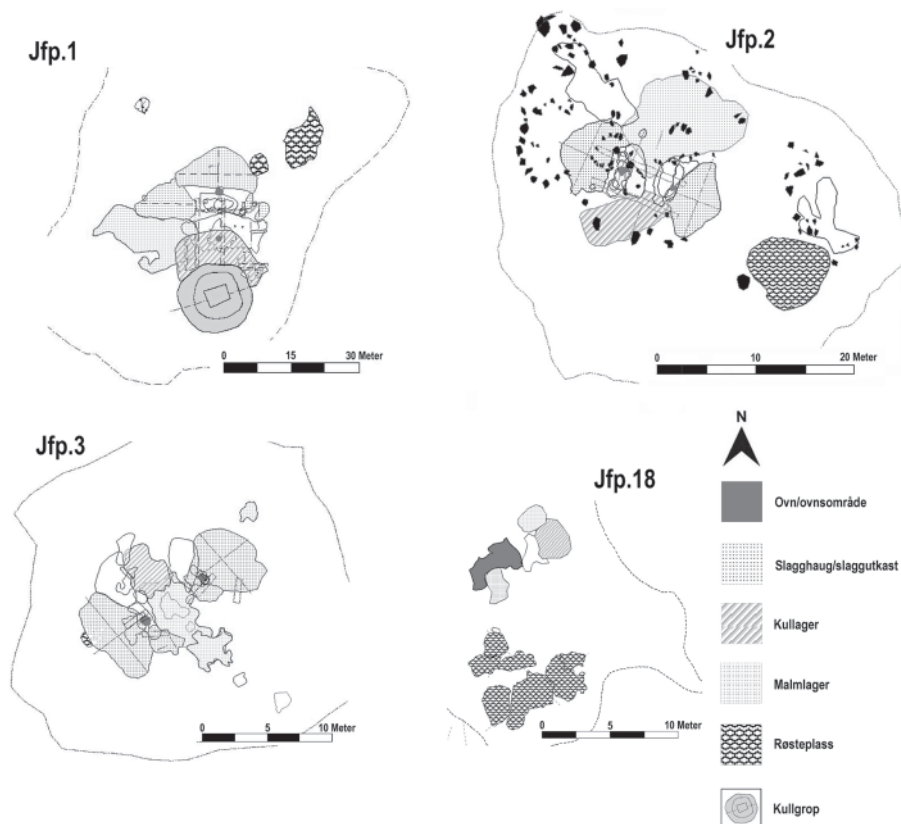 Jfp.1
Jfp.2
0 15 30 Meter
0 10 20 Meter
Jfp.3
Jfp.18
0 5 10 Meter
0 5 10 Meter
N
Ovn/ovnsområde
Slagghaug/slaggutkast
Kullager
Malmlager
Røsteplass
Kullgrop